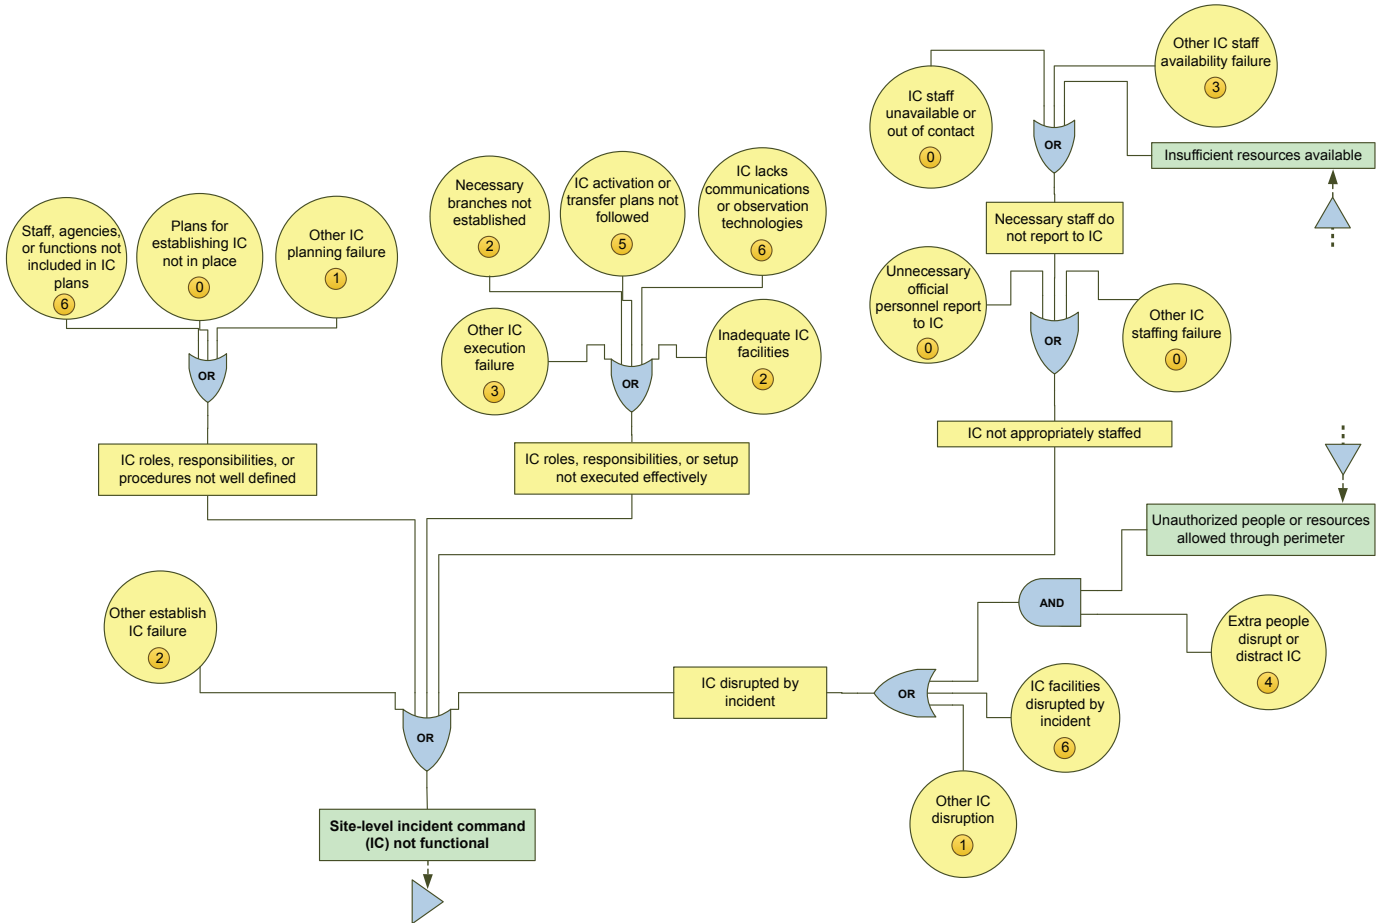 Other IC staff
availability failure
3
IC staff
unavailable or
out of contact
0
OR
Insufficient resources available
Necessary
branches not
established
2
IC activation or
transfer plans not
followed
5
IC lacks
communications
or observation
technologies
6
Necessary staff do
not report to IC
Staff, agencies,
or functions not
included in IC
plans
6
Plans for
establishing IC
not in place
0
Other IC
planning failure
1
Unnecessary
official
personnel report
to IC
0
OR
Other IC
staffing failure
0
Other IC
execution
failure
3
OR
Inadequate IC
facilities
2
OR
IC not appropriately staffed
IC roles, responsibilities, or
procedures not well defined
IC roles, responsibilities, or setup
not executed effectively
Unauthorized people or resources
allowed through perimeter
AND
Extra people
disrupt or
distract IC
4
Other establish
IC failure
2
IC disrupted by
incident
OR
IC facilities
disrupted by
incident
6
OR
Other IC
disruption
1
Site-level incident command
(IC) not functional